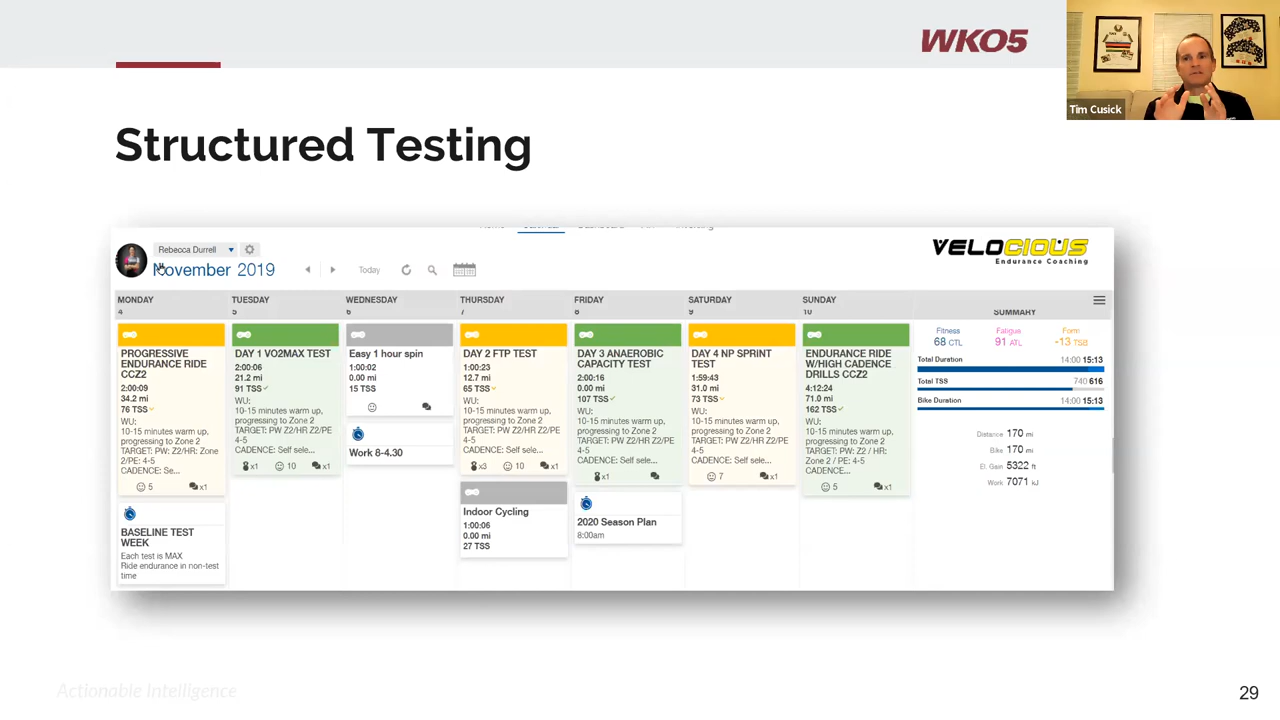 WKO5
Tim Cusick
Structured Testing
Rebecca Durrell
November 2019
Today
VELOCIOUS
Endurance Coaching
MONDAY
4
TUESDAY
5
WEDNESDAY
6
THURSDAY
7
FRIDAY
8
SATURDAY
9
SUNDAY
10
SUMMARY
PROGRESSIVE
ENDURANCE RIDE
CCZ2
2:00:09
34.2 mi
76 TSS
WU:
10-15 minutes warm up,
progressing to Zone 2
TARGET: PW Z2/HR: Zone
2/PE: 4-5
CADENCE: Se...
5
x1
BASELINE TEST
WEEK
Each test is MAX
Ride endurance in non-test
time
DAY 1 VO2MAX TEST
2:00:06
21.2 mi
91 TSS
WU:
10-15 minutes warm up,
progressing to Zone 2
TARGET: PW Z2/HR Z2/PE
4-5
CADENCE: Self sele...
x1
10
x1
Easy 1 hour spin
1:00:02
0.00 mi
15 TSS
Work 8-4.30
DAY 2 FTP TEST
1:00:23
12.7 mi
65 TSS
WU:
10-15 minutes warm up,
progressing to Zone 2
TARGET: PW Z2/HR Z2/PE
4-5
CADENCE: Self sele...
x3
10
x1
Indoor Cycling
1:00:06
0.00 mi
27 TSS
DAY 3 ANAEROBIC
CAPACITY TEST
2:00:16
0.00 mi
107 TSS
WU:
10-15 minutes warm up,
progressing to Zone 2
TARGET: PW Z2/HR Z2/PE
4-5
CADENCE: Self sele...
x1
2020 Season Plan
8:00am
DAY 4 NP SPRINT
TEST
1:59:43
31.0 mi
73 TSS
WU:
10-15 minutes warm up,
progressing to Zone 2
TARGET: PW Z2/HR Z2/PE
4-5
CADENCE: Self sele...
7
x1
ENDURANCE RIDE
W/HIGH CADENCE
DRILLS CCZ2
4:12:24
71.0 mi
162 TSS
WU:
10-15 minutes warm up,
progressing to Zone 2
TARGET: PW: Z2 / HR:
Z2 / PE: 4-5
CADENCE...
5
x1
Fitness
68 CTL
Fatigue
91 ATL
Form
-13 TSB
Total Duration 14:00 15:13
Total TSS 740 616
Bike Duration 14:00 15:13
Distance 170 mi
Bike 170 mi
El. Gain 5322 ft
Work 7071 kJ
Actionable Intelligence
29